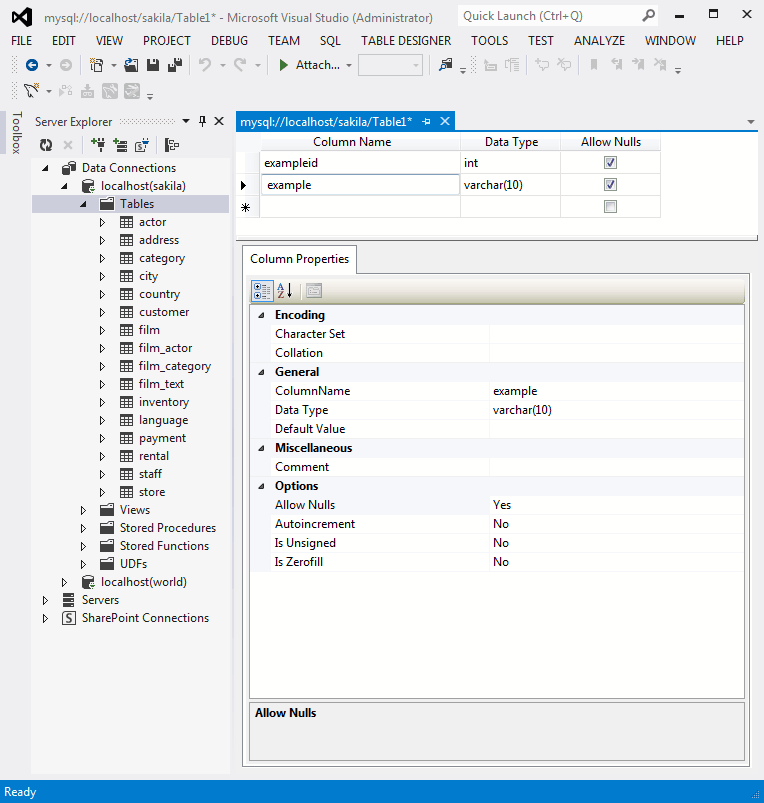 mysql://localhost/sakila/Table1* - Microsoft Visual Studio (Administrator)
Quick Launch (Ctrl+Q)
FILE EDIT VIEW PROJECT DEBUG TEAM SQL TABLE DESIGNER TOOLS TEST ANALYZE WINDOW HELP
Attach...
Toolbox
Server Explorer
Data Connections
localhost(sakila)
Tables
actor
address
category
city
country
customer
film
film_actor
film_category
film_text
inventory
language
payment
rental
staff
store
Views
Stored Procedures
Stored Functions
UDFs
localhost(world)
Servers
SharePoint Connections
mysql://localhost/sakila/Table1*
Column Name Data Type Allow Nulls
exampleid int
example varchar(10)
Column Properties
Encoding
Character Set
Collation
General
ColumnName example
Data Type varchar(10)
Default Value
Miscellaneous
Comment
Options
Allow Nulls Yes
Autoincrement No
Is Unsigned No
Is Zerofill No
Allow Nulls
Ready